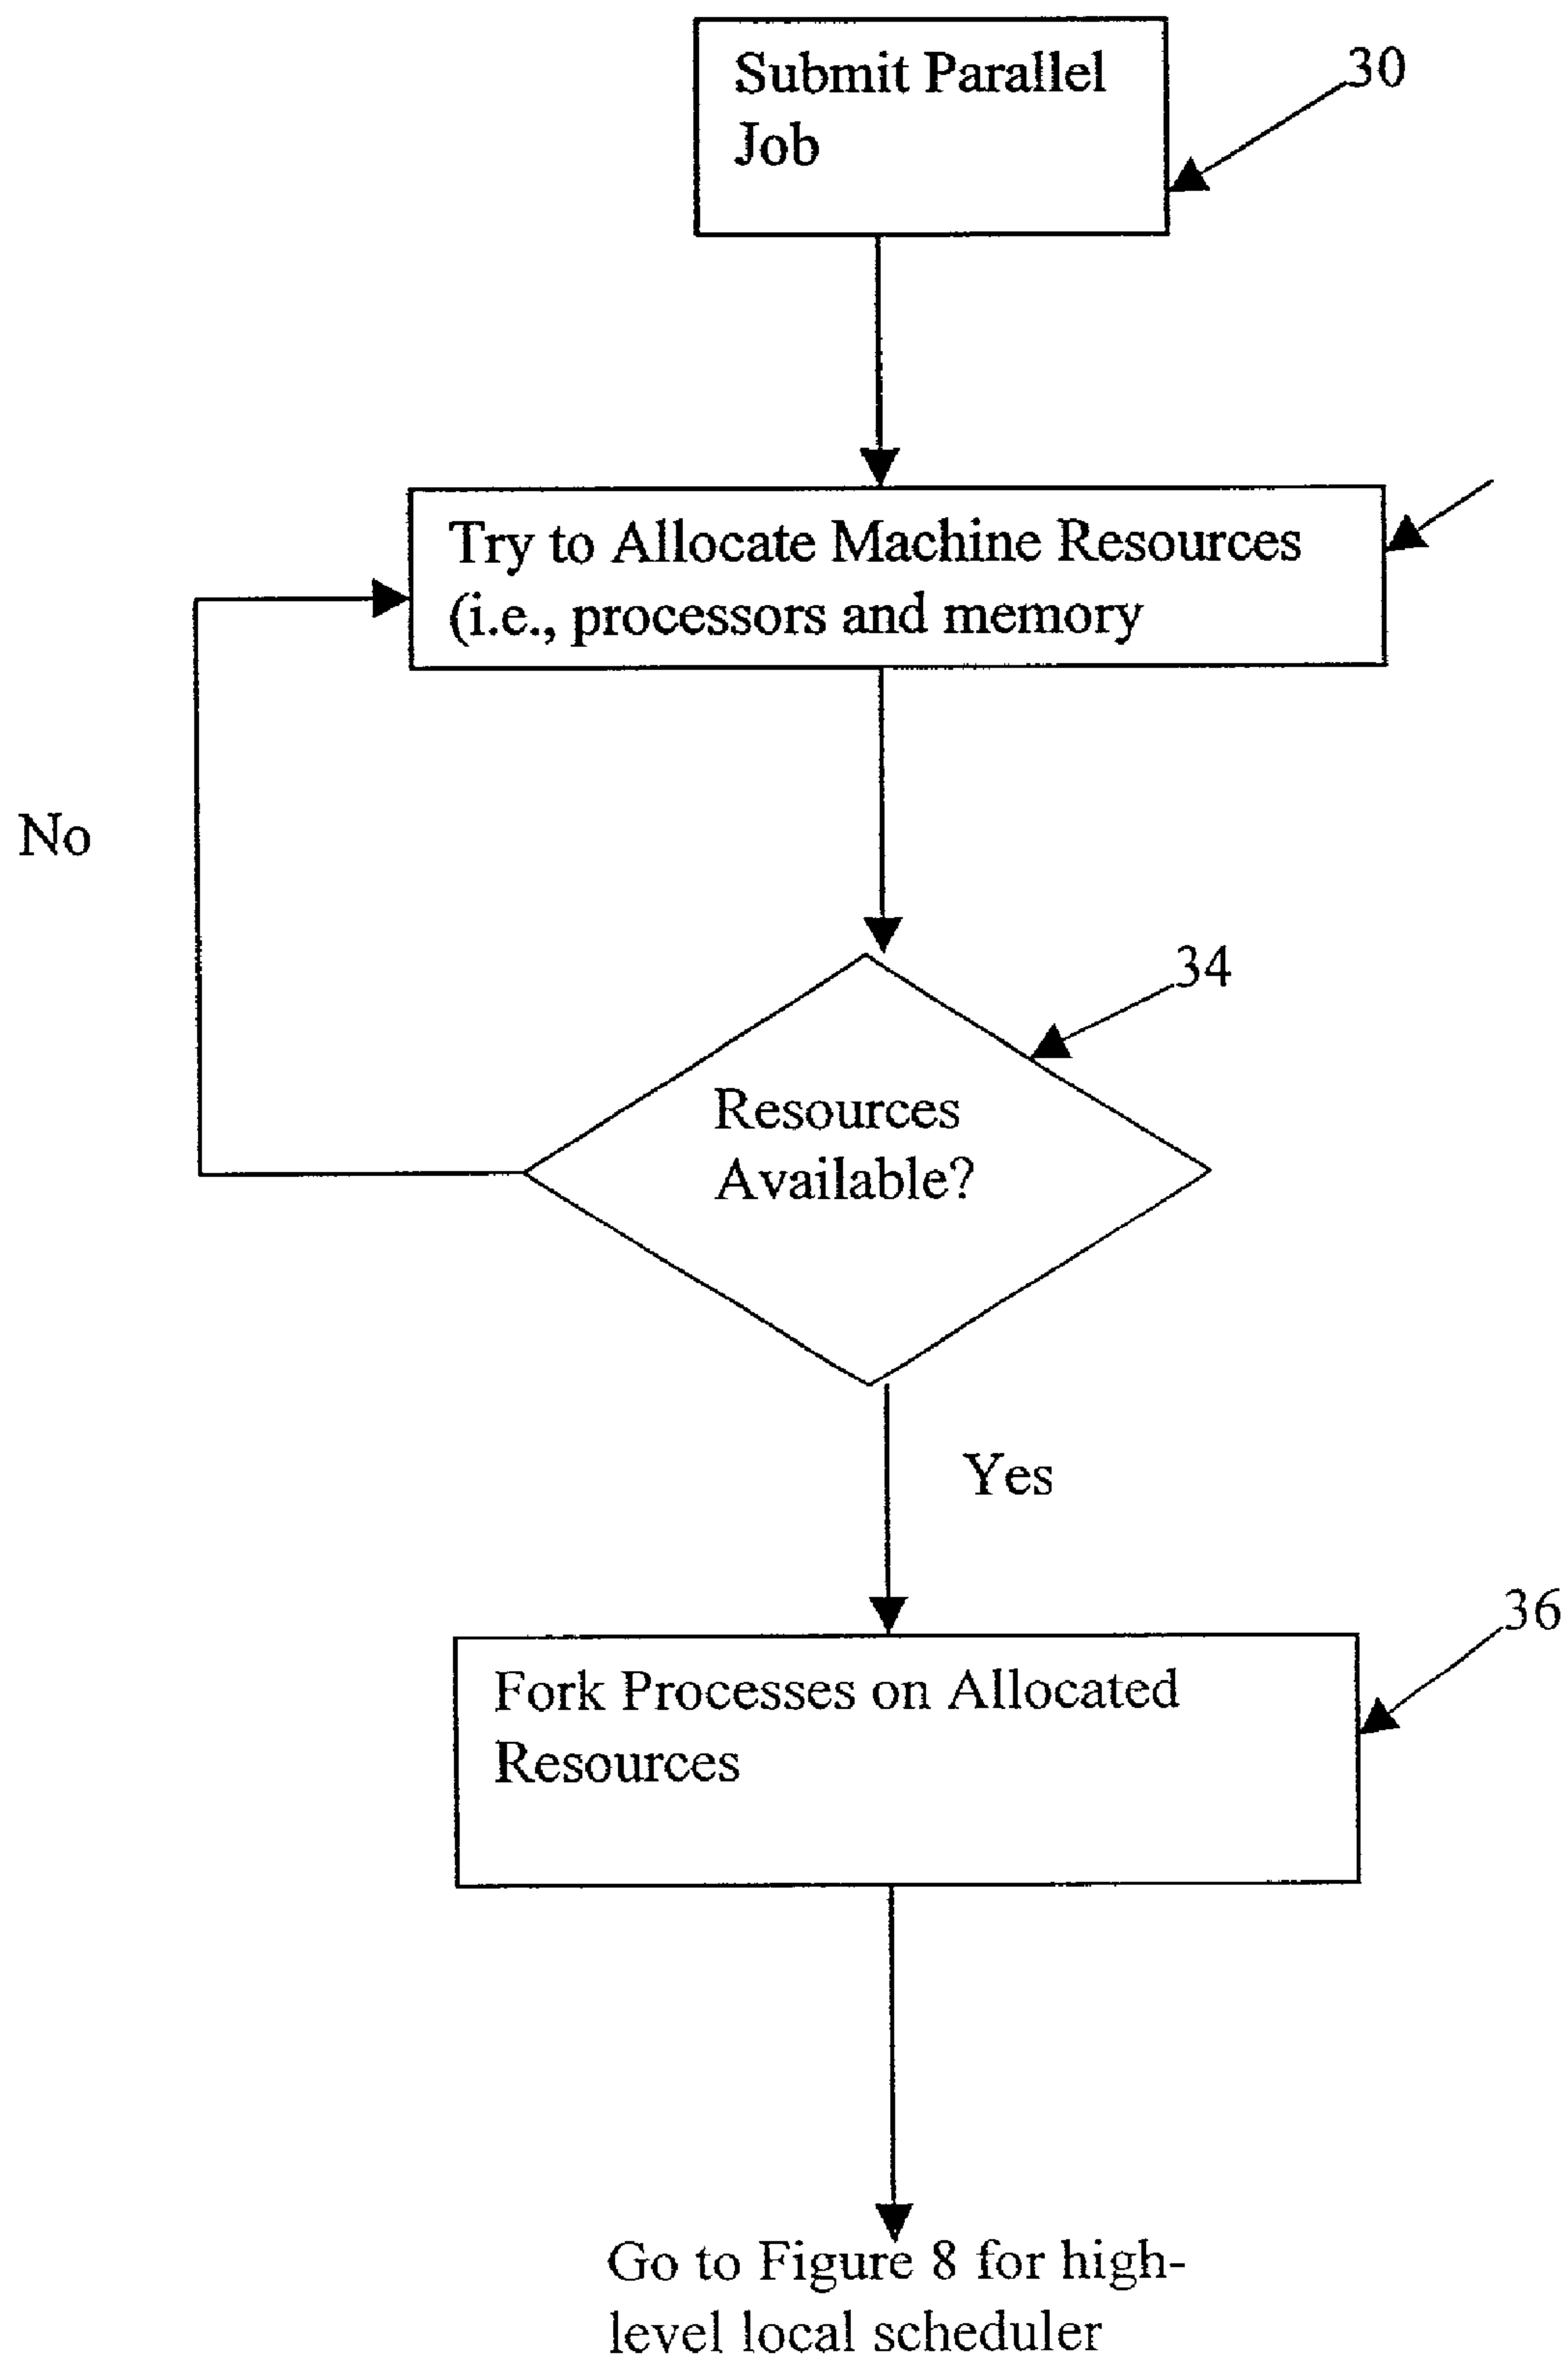 Submit Parallel
Job
30
Try to Allocate Machine Resources
(i.e., processors and memory
No
34
Resources
Available?
Yes
36
Fork Processes on Allocated
Resources
Go to Figure 8 for high-
level local scheduler